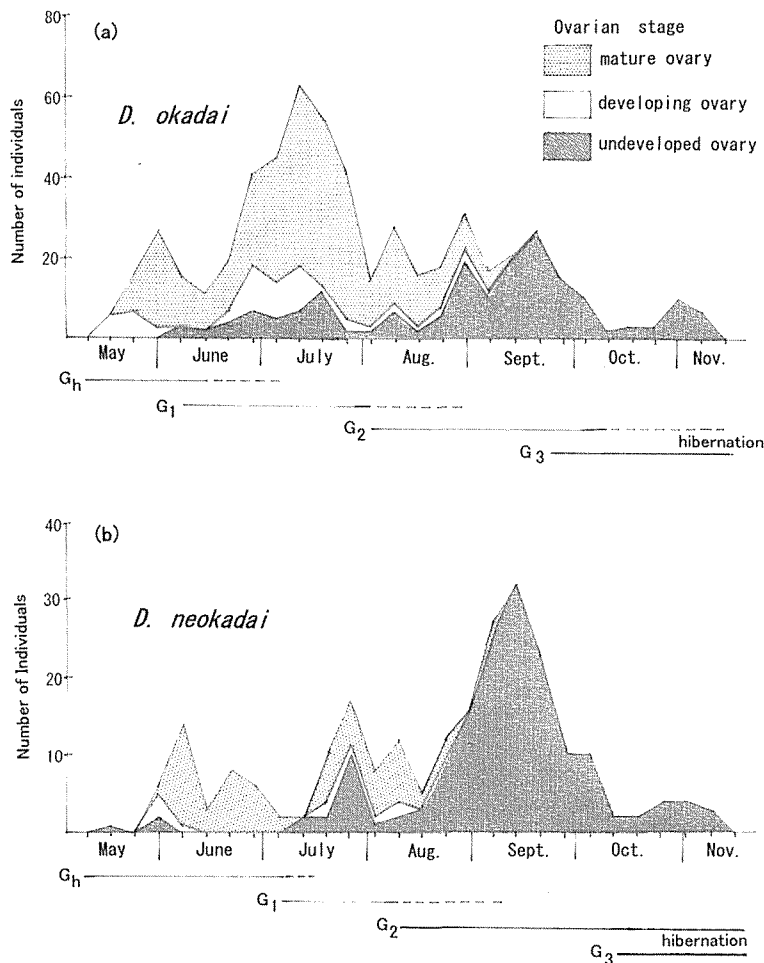 80
60
40
20
Number of individuals
(a)
D. okadai
Ovarian stage
mature ovary
developing ovary
undeveloped ovary
May June July Aug. Sept. Oct. Nov.
Gh
G1
G2
hibernation
G3
40
30
20
10
Number of Individuals
(b)
D. neokadai
May June July Aug. Sept. Oct. Nov.
Gh
G1
G2
hibernation
G3